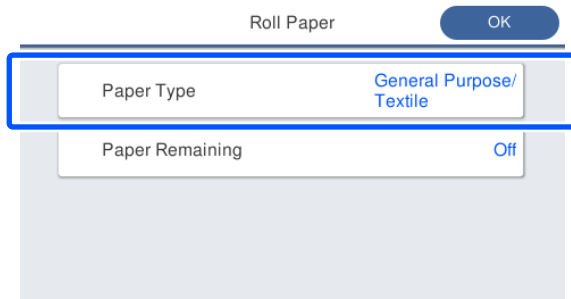 Roll Paper
OK
Paper Type
General Purpose/
Textile
Paper Remaining
Off